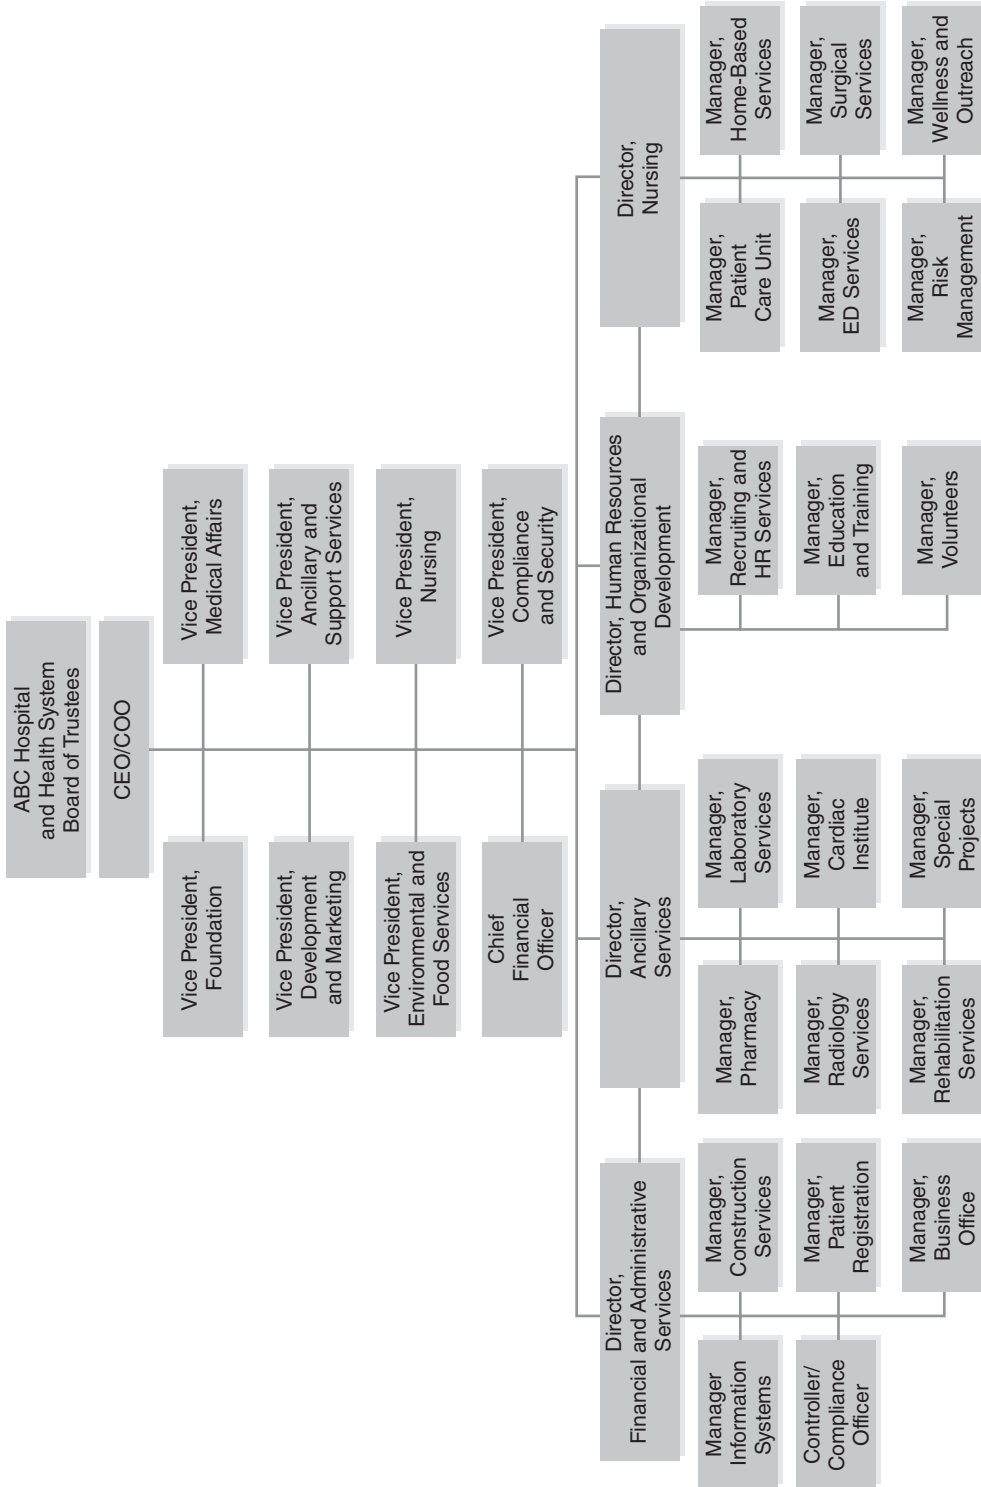 ABC Hospital
and Health System
Board of Trustees
CEO/COO
Vice President,
Foundation
Vice President,
Medical Affairs
Vice President,
Development
and Marketing
Vice President,
Ancillary and
Support Services
Vice President,
Environmental and
Food Services
Vice President,
Nursing
Chief
Financial
Officer
Vice President,
Compliance
and Security
Director,
Financial and Administrative
Services
Director,
Ancillary
Services
Director, Human Resources
and Organizational
Development
Director,
Nursing
Manager
Information
Systems
Manager,
Construction
Services
Controller/
Compliance
Officer
Manager,
Patient
Registration
Manager,
Business
Office
Manager,
Pharmacy
Manager,
Laboratory
Services
Manager,
Radiology
Services
Manager,
Cardiac
Institute
Manager,
Rehabilitation
Services
Manager,
Special
Projects
Manager,
Recruiting and
HR Services
Manager,
Education
and Training
Manager,
Volunteers
Manager,
Patient
Care Unit
Manager,
Home-Based
Services
Manager,
ED Services
Manager,
Surgical
Services
Manager,
Risk
Management
Manager,
Wellness and
Outreach